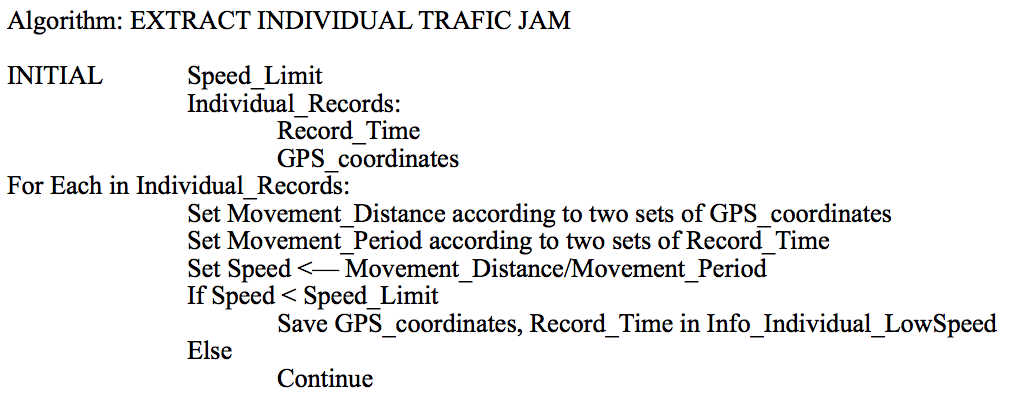 Algorithm: EXTRACT INDIVIDUAL TRAFIC JAM
INITIAL Speed_Limit
Individual_Records:
Record_Time
GPS_coordinates
For Each in Individual_Records:
Set Movement_Distance according to two sets of GPS_coordinates
Set Movement_Period according to two sets of Record_Time
Set Speed <— Movement_Distance/Movement_Period
If Speed < Speed_Limit
Save GPS_coordinates, Record_Time in Info_Individual_LowSpeed
Else
Continue